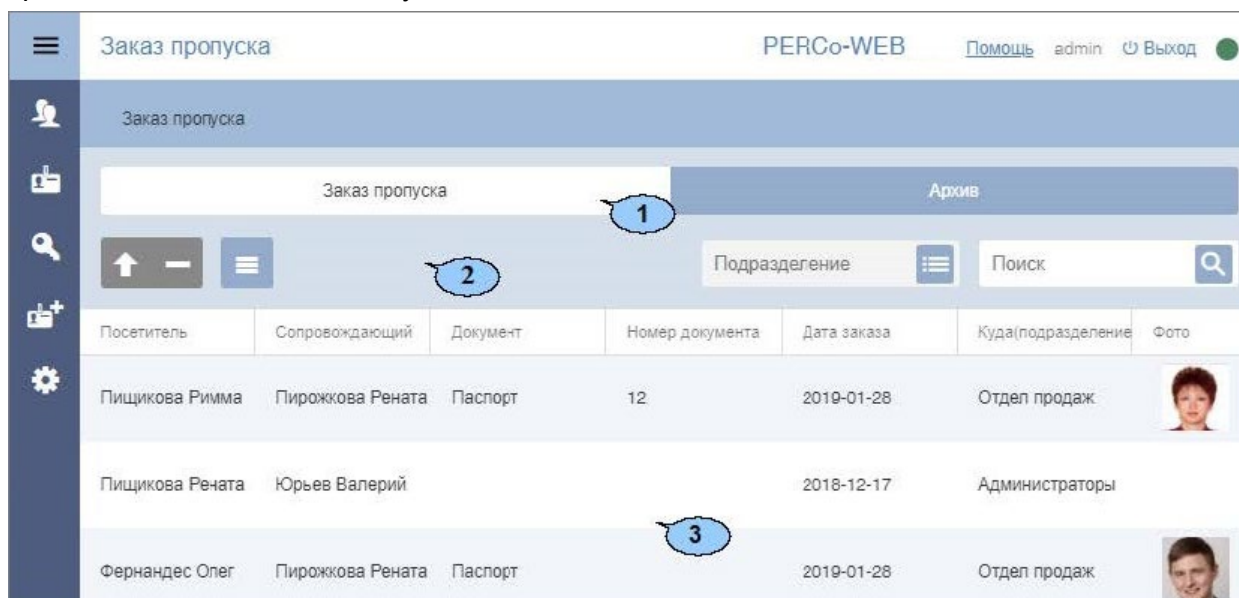 Заказ пропуска PERCo-WEB Помощь admin Выход
Заказ пропуска
Заказ пропуска Архив
1
2
Подразделение Поиск
Посетитель Сопровождающий Документ Номер документа Дата заказа Куда(подразделение Фото
Пищикова Римма Пирожкова Рената Паспорт 12 2019-01-28 Отдел продаж
Пищикова Рената Юрьев Валерий 2018-12-17 Администраторы
3
Фернандес Олег Пирожкова Рената Паспорт 2019-01-28 Отдел продаж